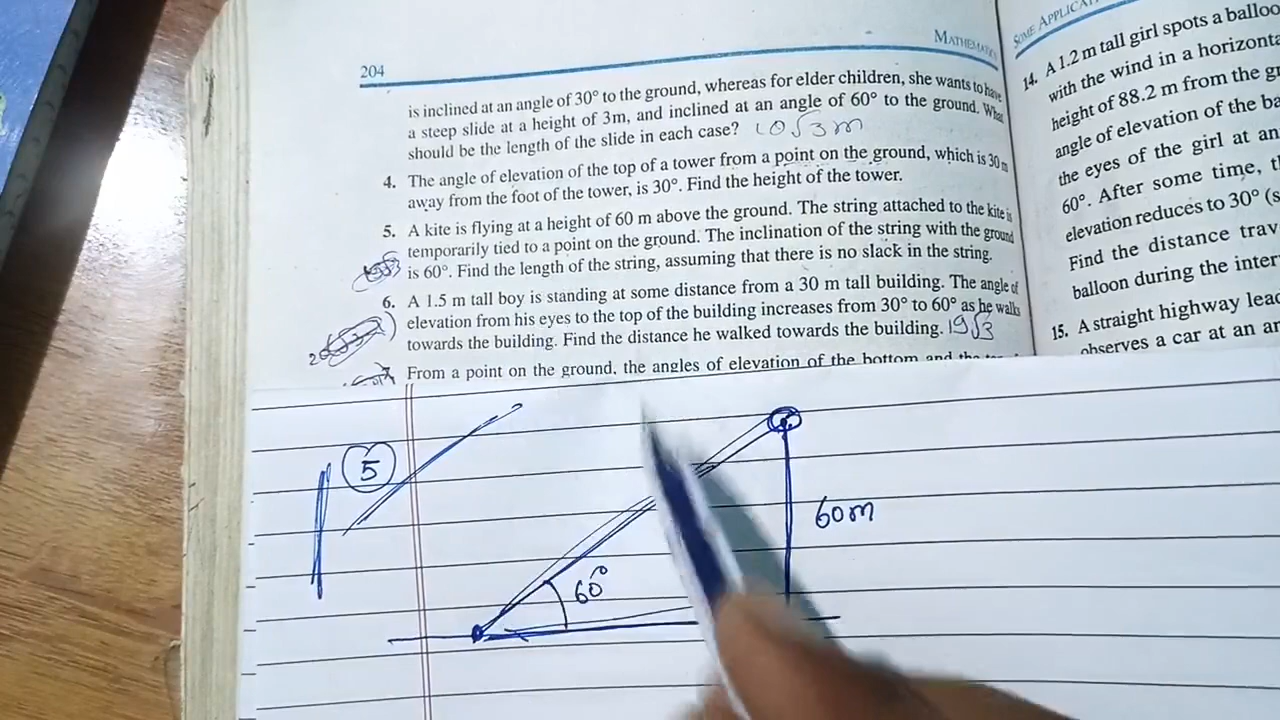 204
MATHEMATICS
is inclined at an angle of 30° to the ground, whereas for elder children, she wants to have
a steep slide at a height of 3m, and inclined at an angle of 60° to the ground. What
should be the length of the slide in each case? 10√3 m
4. The angle of elevation of the top of a tower from a point on the ground, which is 30 m
away from the foot of the tower, is 30°. Find the height of the tower.
5. A kite is flying at a height of 60 m above the ground. The string attached to the kite is
temporarily tied to a point on the ground. The inclination of the string with the ground
is 60°. Find the length of the string, assuming that there is no slack in the string.
6. A 1.5 m tall boy is standing at some distance from a 30 m tall building. The angle of
elevation from his eyes to the top of the building increases from 30° to 60° as he walks
towards the building. Find the distance he walked towards the building. 19√3
7. From a point on the ground, the angles of elevation of the bottom and the
SOME APPLICAT
14. A 1.2 m tall girl spots a balloo
with the wind in a horizonta
height of 88.2 m from the gr
angle of elevation of the ba
the eyes of the girl at an
60°. After some time, t
elevation reduces to 30° (s
Find the distance trav
balloon during the inter
15. A straight highway lead
observes a car at an an
5
60m
60°